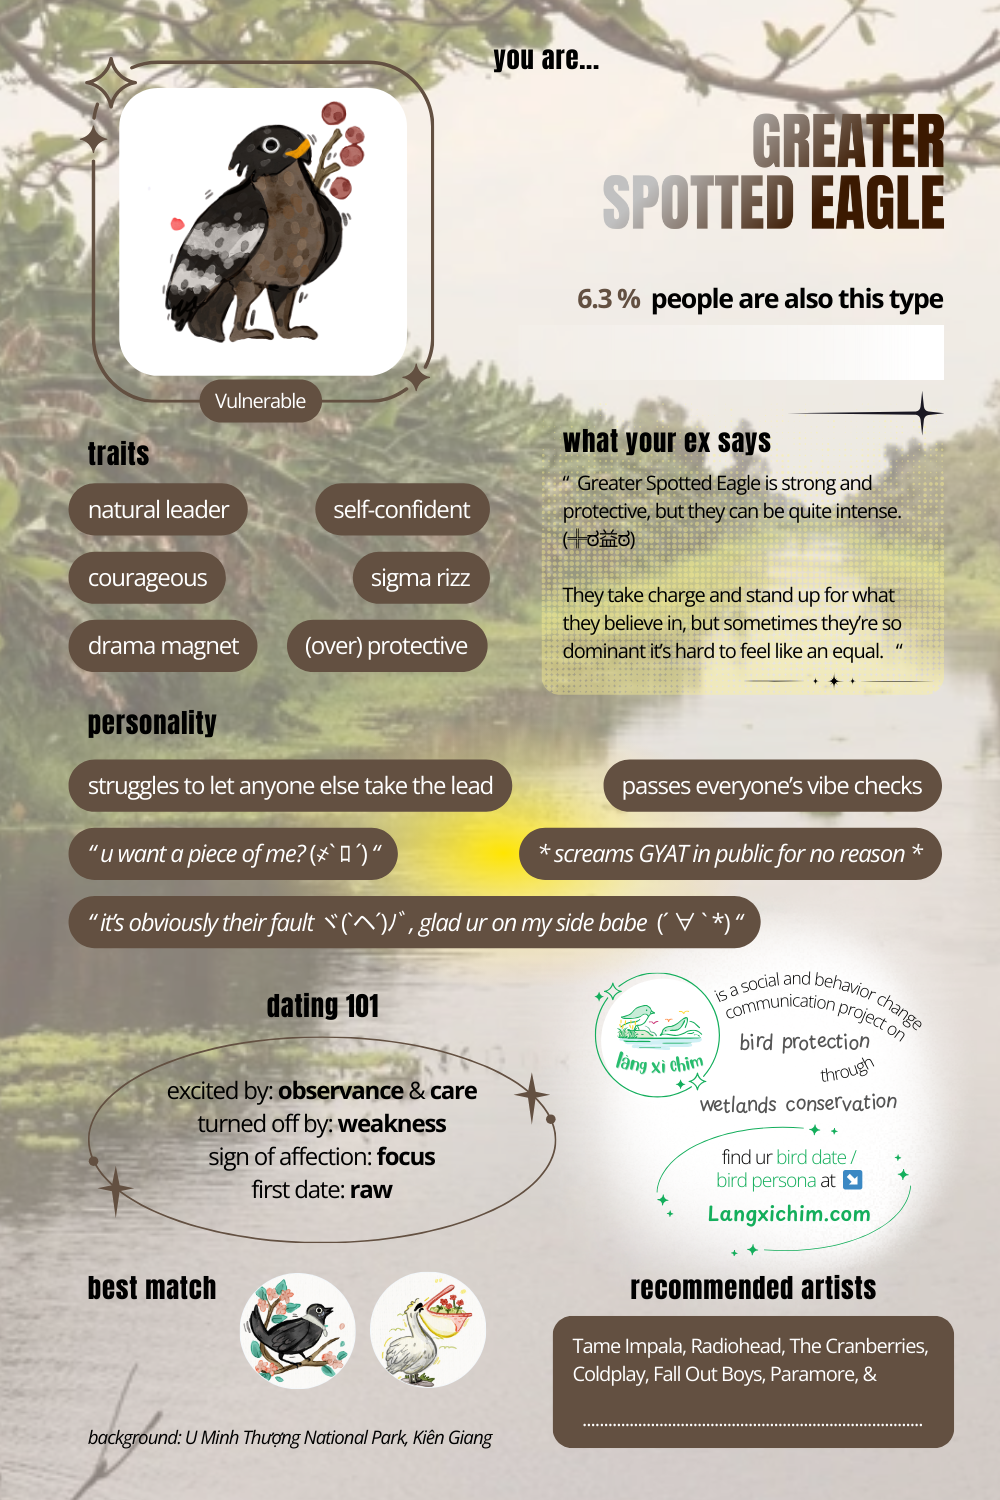 you are...
GREATER
SPOTTED EAGLE
6.3 % people are also this type
Vulnerable
traits
natural leader
self-confident
courageous
sigma rizz
drama magnet
(over) protective
what your ex says
“ Greater Spotted Eagle is strong and
protective, but they can be quite intense.
(╬ಠ益ಠ)
They take charge and stand up for what
they believe in, but sometimes they’re so
dominant it’s hard to feel like an equal. “
personality
struggles to let anyone else take the lead
passes everyone’s vibe checks
“ u want a piece of me? (҂` ﾛ ´) “
* screams GYAT in public for no reason *
“ it’s obviously their fault ヾ(`ヘ´)ﾉﾞ , glad ur on my side babe (´ ∀ ` *) “
dating 101
excited by: observance & care
turned off by: weakness
sign of affection: focus
first date: raw
lang xi chim
is a social and behavior change
communication project on
bird protection
through
wetlands conservation
find ur bird date /
bird persona at ↘️
Langxichim.com
best match
recommended artists
Tame Impala, Radiohead, The Cranberries,
Coldplay, Fall Out Boys, Paramore, &
................................................................................
background: U Minh Thượng National Park, Kiên Giang